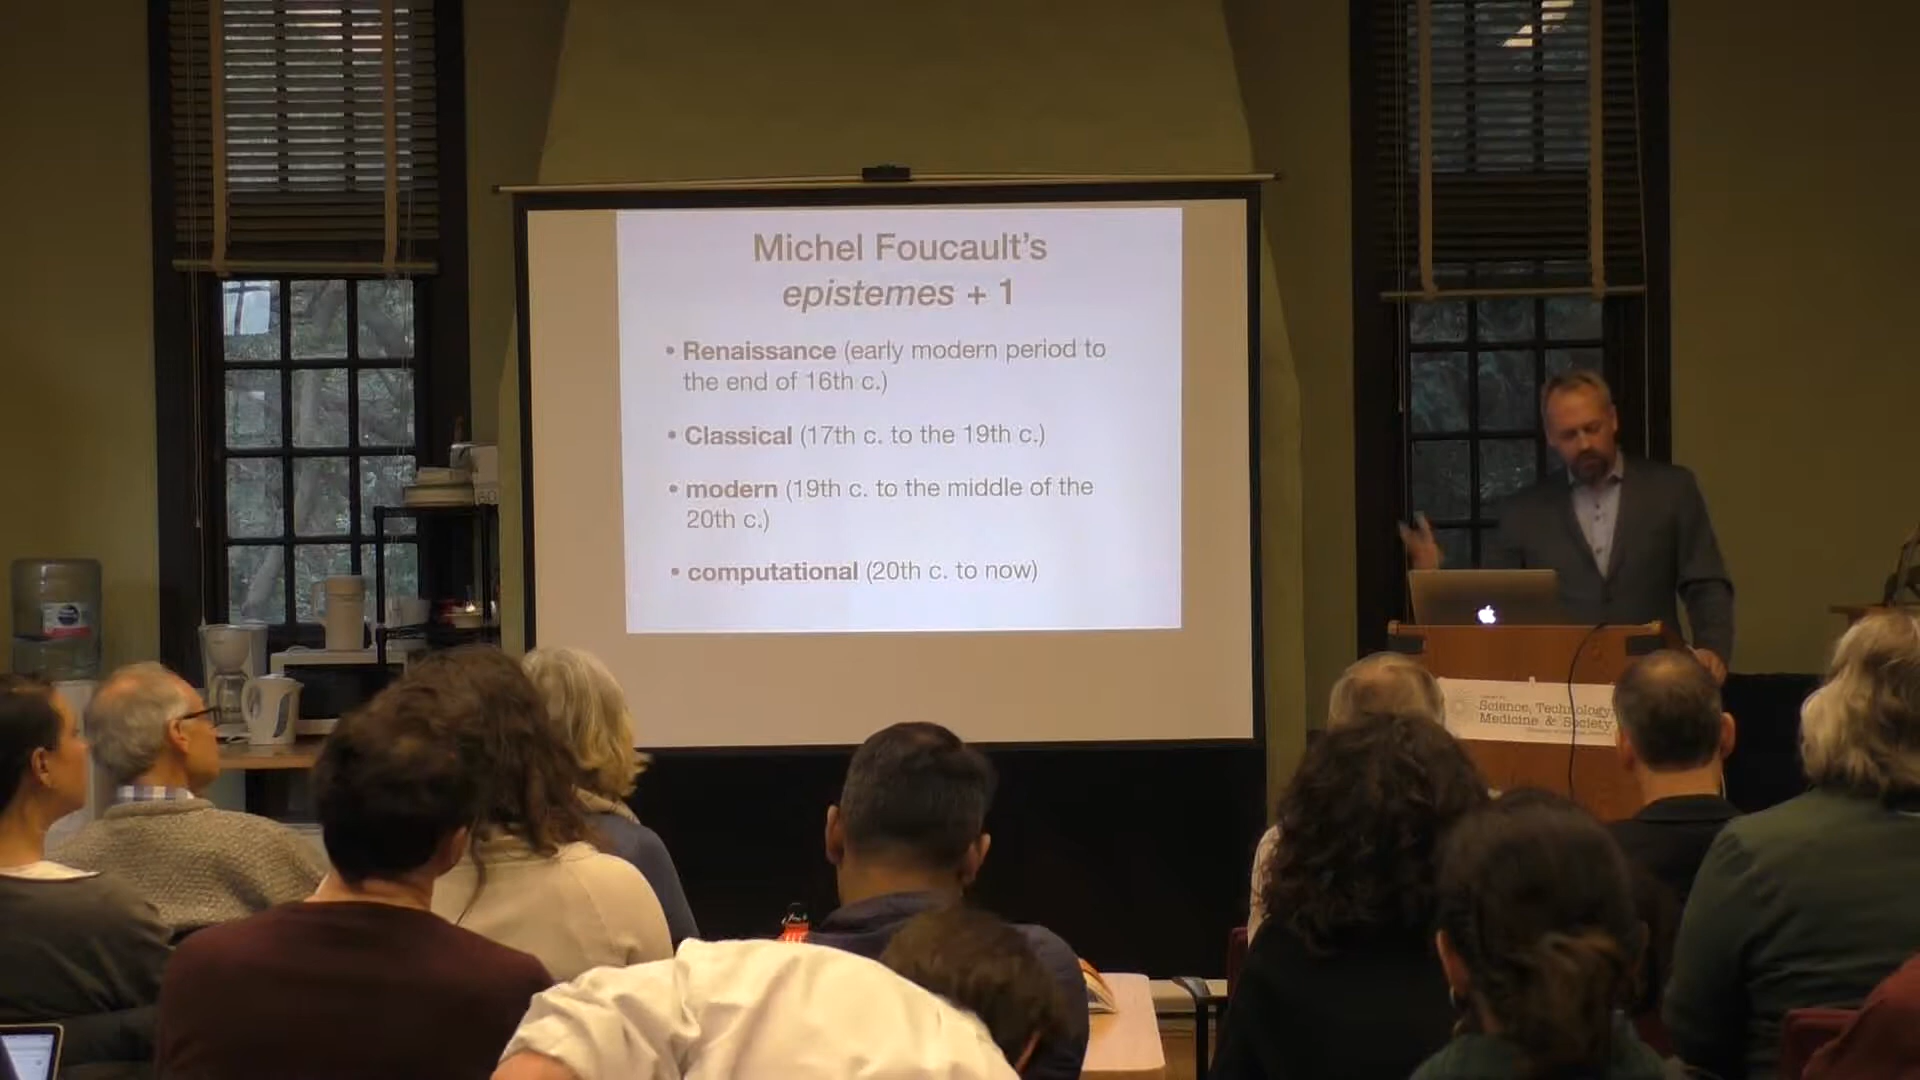 Michel Foucault's
epistemes + 1
• Renaissance (early modern period to
the end of 16th c.)
• Classical (17th c. to the 19th c.)
• modern (19th c. to the middle of the
20th c.)
• computational (20th c. to now)
Science, Technology,
Medicine & Society